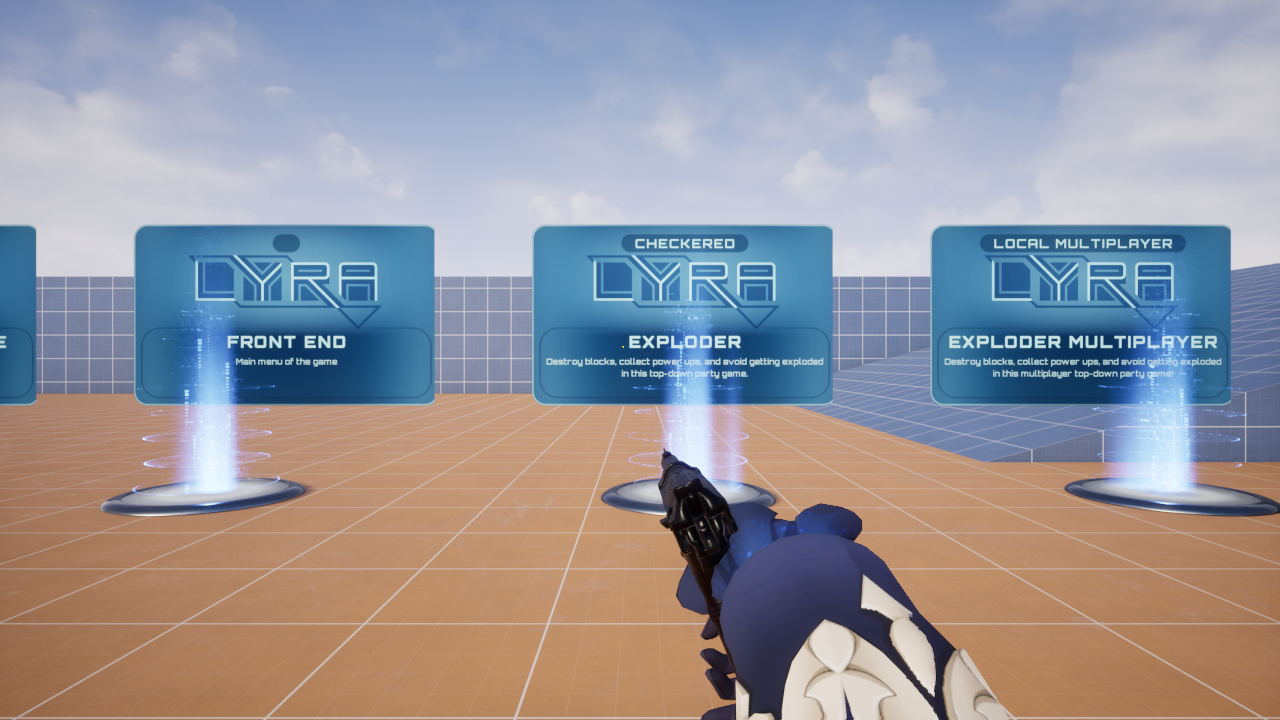 E
LYRA
FRONT END
Main menu of the game
CHECKERED
LYRA
EXPLODER
Destroy blocks, collect power ups, and avoid getting exploded
in this top-down party game.
LOCAL MULTIPLAYER
LYRA
EXPLODER MULTIPLAYER
Destroy blocks, collect power ups, and avoid getting exploded
in this multiplayer top-down party game!